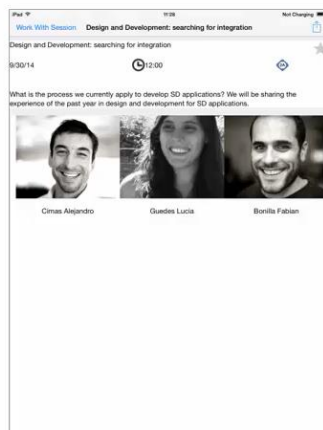 iPad 11:26 Not Charging
Work With Session Design and Development: searching for integration
Design and Development: searching for integration
9/30/14 12:00
What is the process we currently apply to develop SD applications? We will be sharing the
experience of the past year in design and development for SD applications.
Cimas Alejandro Guedes Lucia Bonilla Fabian